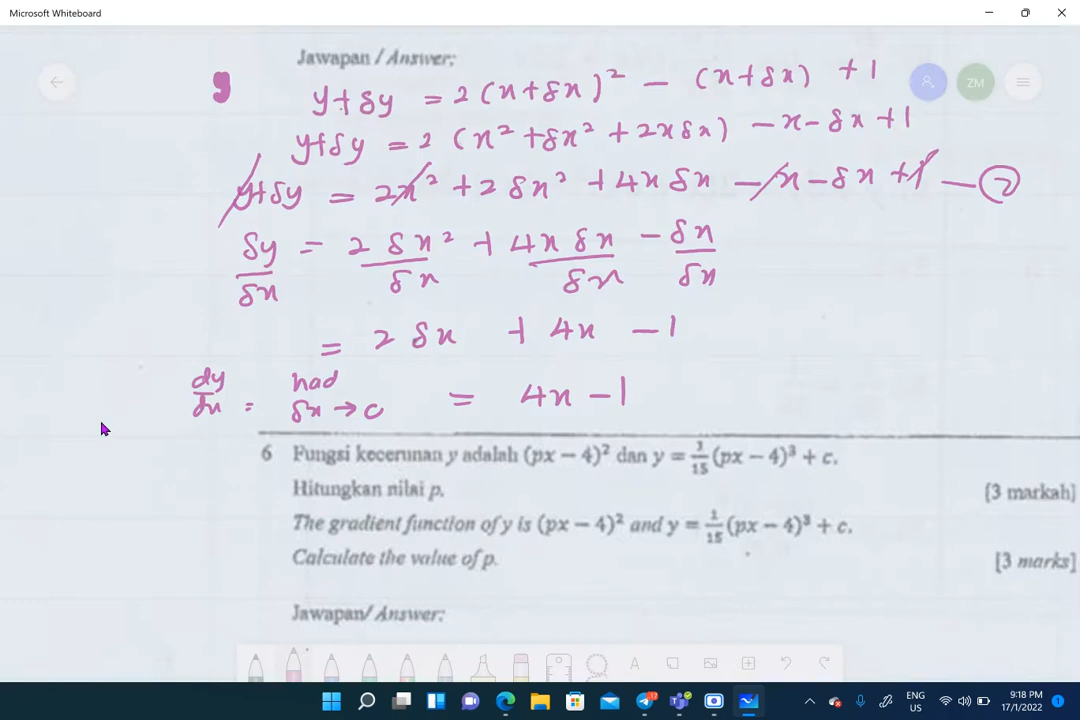 Microsoft Whiteboard
Jawapan / Answer:
y+δy = 2(x+δx)² − (x+δx) +1
y+δy = 2(x²+δx²+2xδx) −x−δx+1
y+δy = 2x²+2δx²+4xδx −x−δx+1 — ②
δy/δx = 2δx²/δx + 4xδx/δx − δx/δx
= 2δx + 4x −1
dy/dx = had δx→0 = 4x−1
6 Fungsi kecerunan y adalah (px − 4)² dan y = 1/15(px − 4)³ + c.
Hitungkan nilai p.
[3 markah]
The gradient function of y is (px − 4)² and y = 1/15(px − 4)³ + c.
Calculate the value of p.
[3 marks]
Jawapan/ Answer:
ZM
A
17
ENG
US
9:18 PM
17/1/2022
1